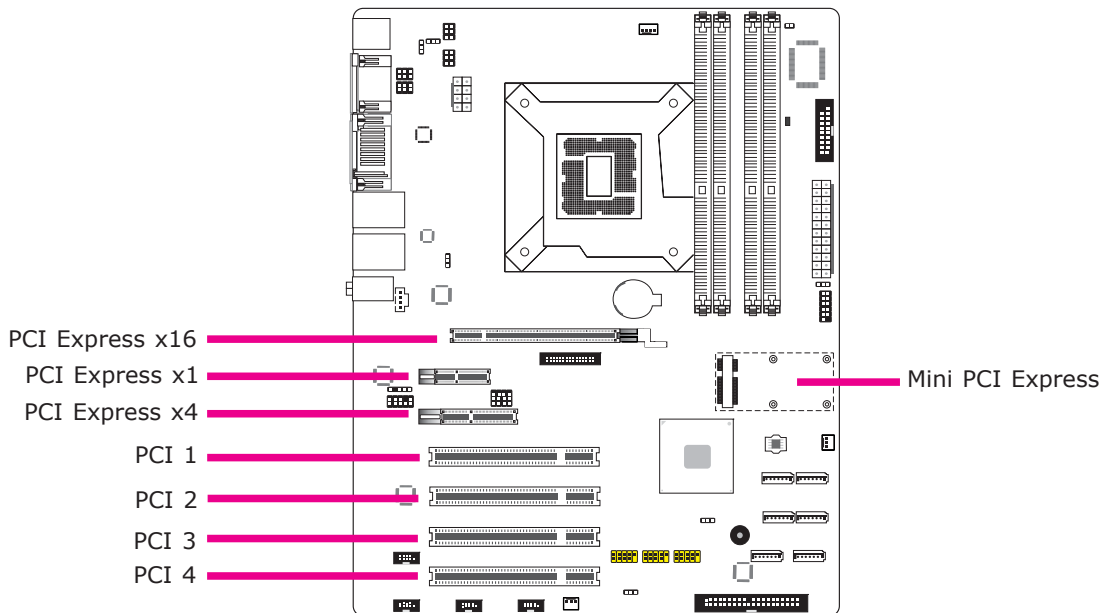 PCI Express x16
PCI Express x1
PCI Express x4
PCI 1
PCI 2
PCI 3
PCI 4
Mini PCI Express